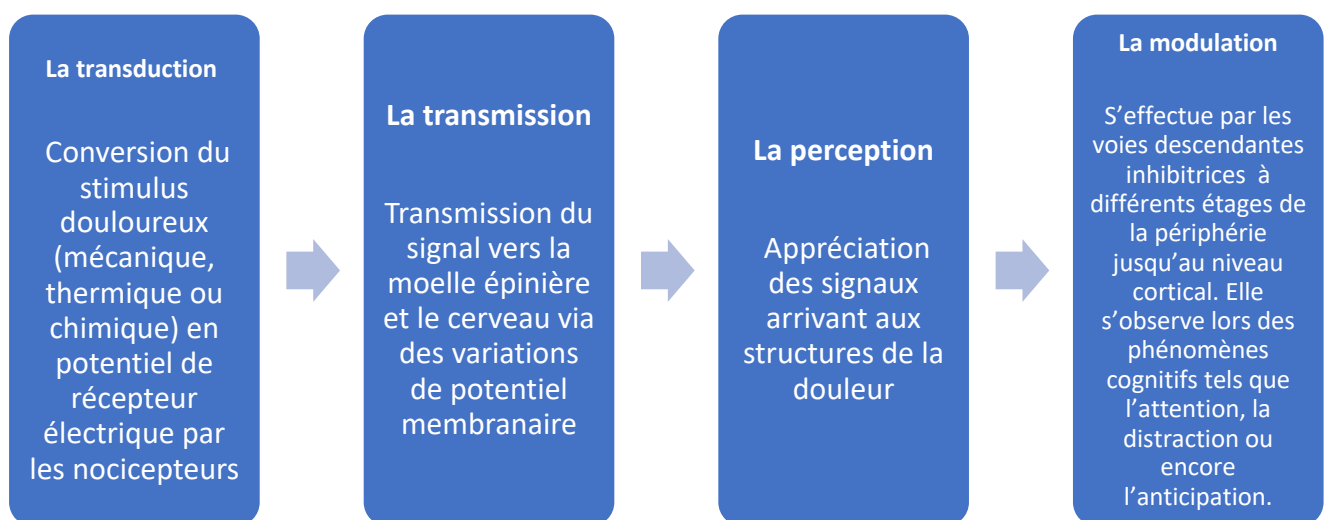 La transduction
Conversion du
stimulus
douloureux
(mécanique,
thermique ou
chimique) en
potentiel de
récepteur
électrique par
les nocicepteurs
La transmission
Transmission du
signal vers la
moelle épinière
et le cerveau via
des variations
de potentiel
membranaire
La perception
Appréciation
des signaux
arrivant aux
structures de la
douleur
La modulation
S’effectue par les
voies descendantes
inhibitrices à
différents étages de
la périphérie
jusqu’au niveau
cortical. Elle
s’observe lors des
phénomènes
cognitifs tels que
l’attention, la
distraction ou
encore
l’anticipation.